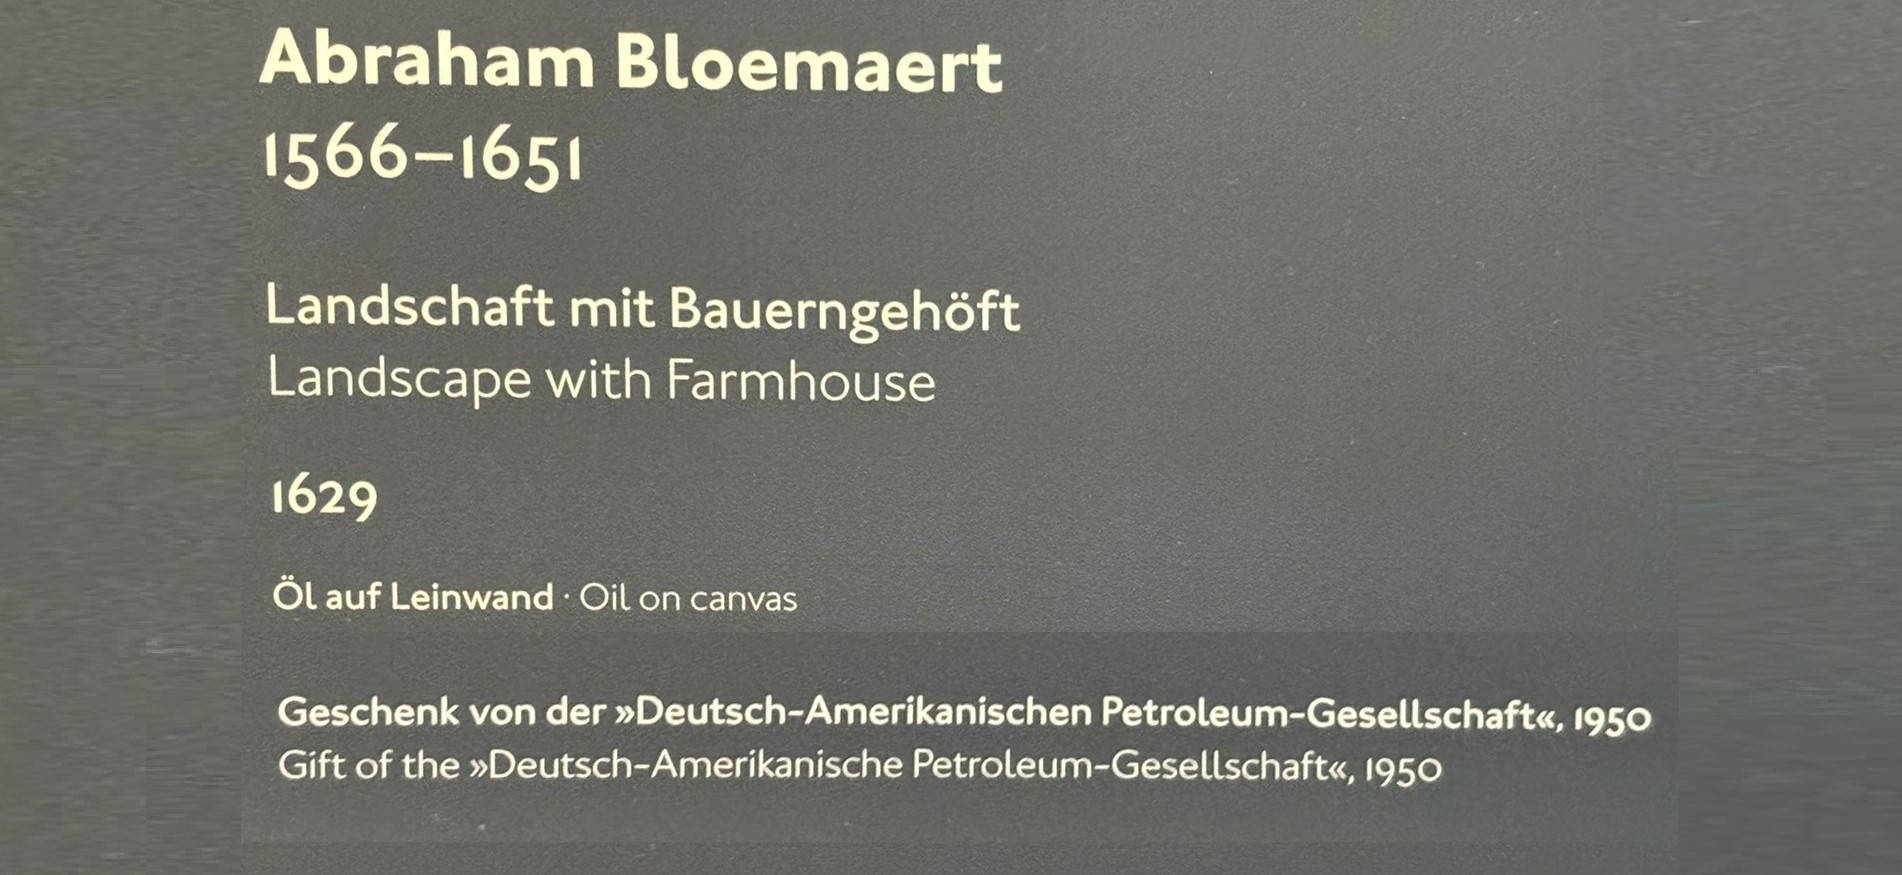 Abraham Bloemaert
1566–1651
Landschaft mit Bauerngehöft
Landscape with Farmhouse
1629
Öl auf Leinwand · Oil on canvas
Geschenk von der »Deutsch-Amerikanischen Petroleum-Gesellschaft«, 1950
Gift of the »Deutsch-Amerikanische Petroleum-Gesellschaft«, 1950